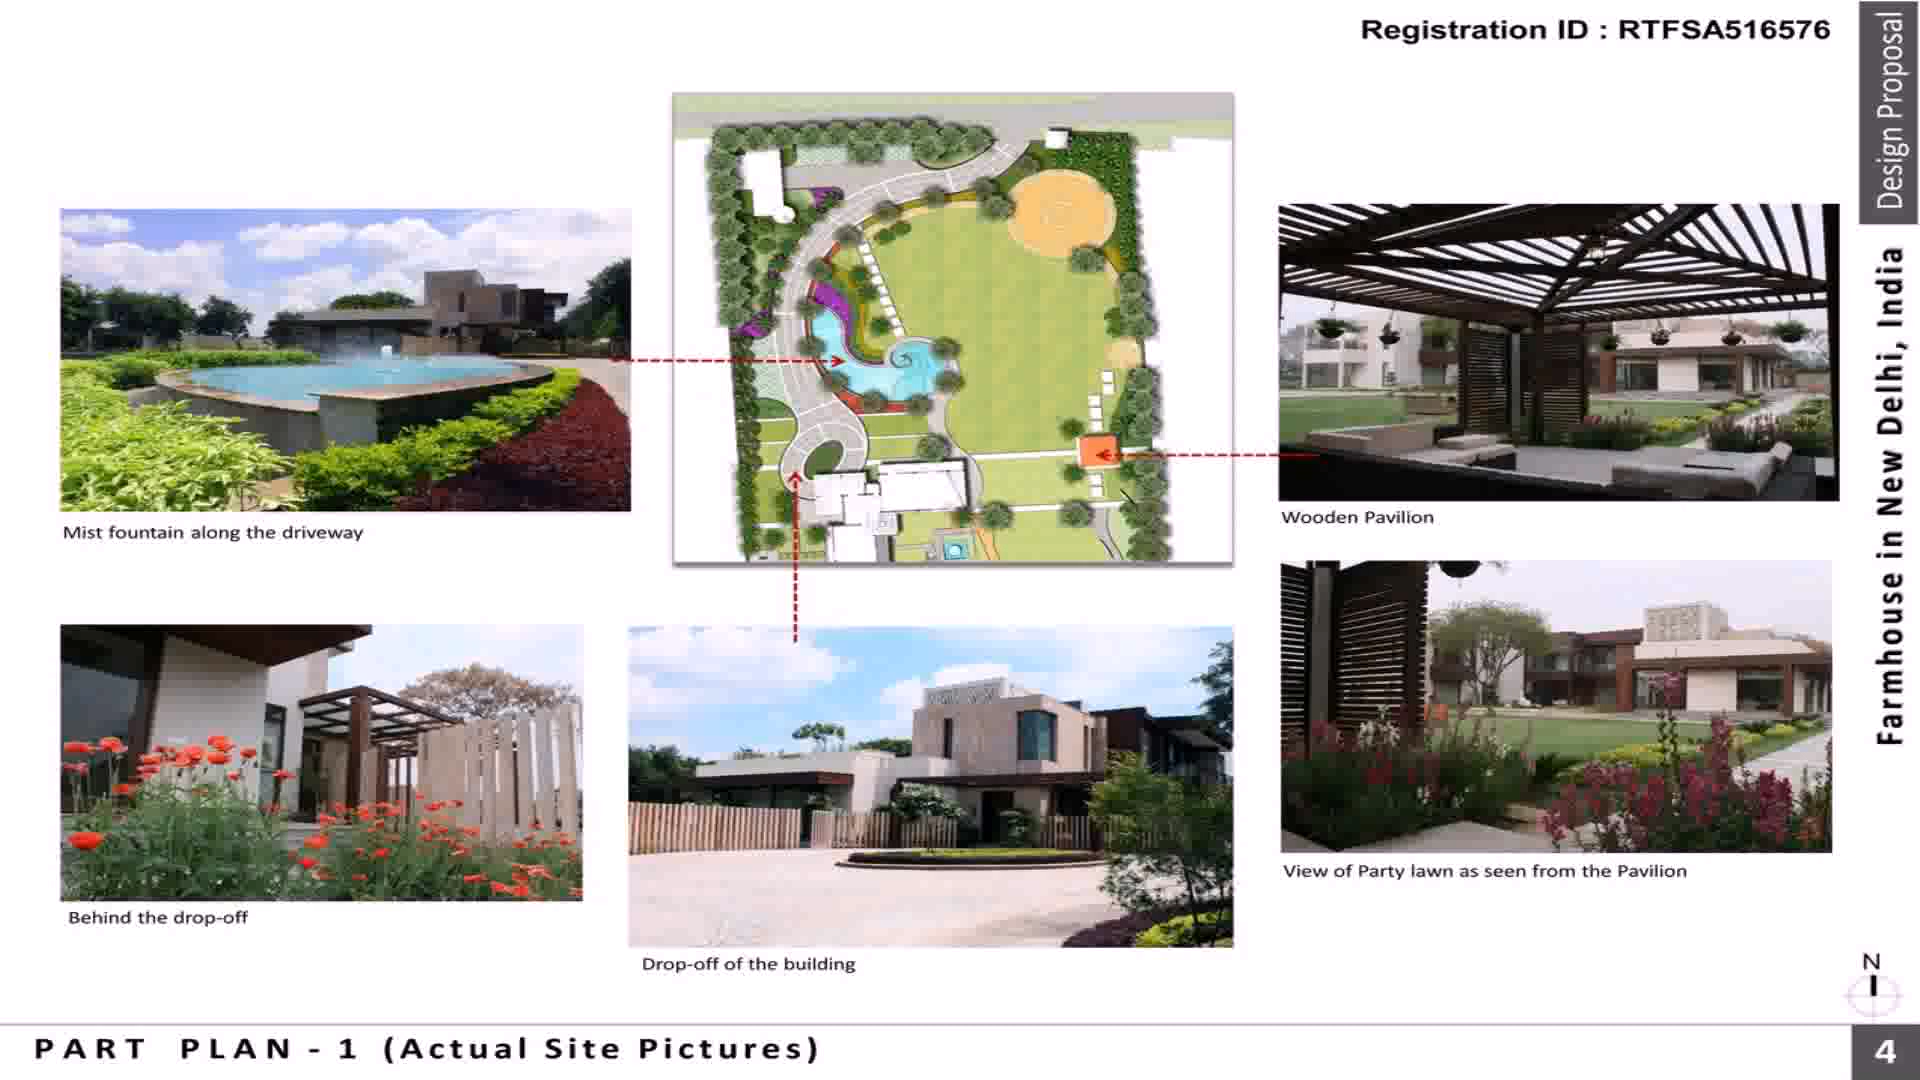 Registration ID : RTFSA516576
Design Proposal
Farmhouse in New Delhi, India
Mist fountain along the driveway
Wooden Pavilion
Behind the drop-off
Drop-off of the building
View of Party lawn as seen from the Pavilion
N
PART PLAN - 1 (Actual Site Pictures)
4